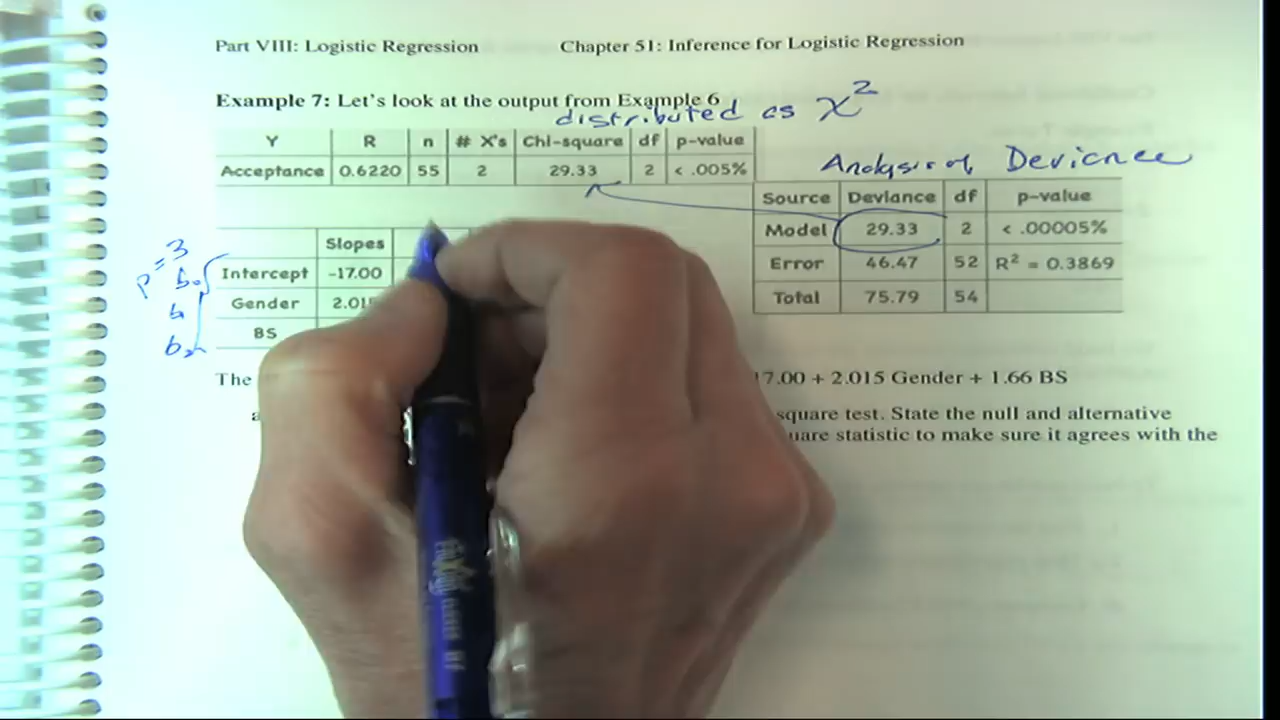 Part VIII: Logistic Regression Chapter 51: Inference for Logistic Regression
Example 7: Let's look at the output from Example 6
distributed as χ²
Y R n # X's Chi-square df p-value
Acceptance 0.6220 55 2 29.33 2 < .005%
Analysis of Deviance
Source Deviance df p-value
Model 29.33 2 < .00005%
Error 46.47 52 R² = 0.3869
Total 75.79 54
Slopes
Intercept -17.00
Gender 2.015
BS
p = 3
b₀
b₁
b₂
The 17.00 + 2.015 Gender + 1.66 BS
square test. State the null and alternative
statistic to make sure it agrees with the